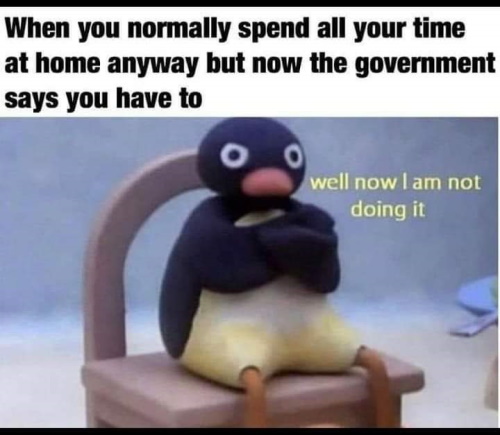 When you normally spend all your time
at home anyway but now the government
says you have to
well now I am not
doing it